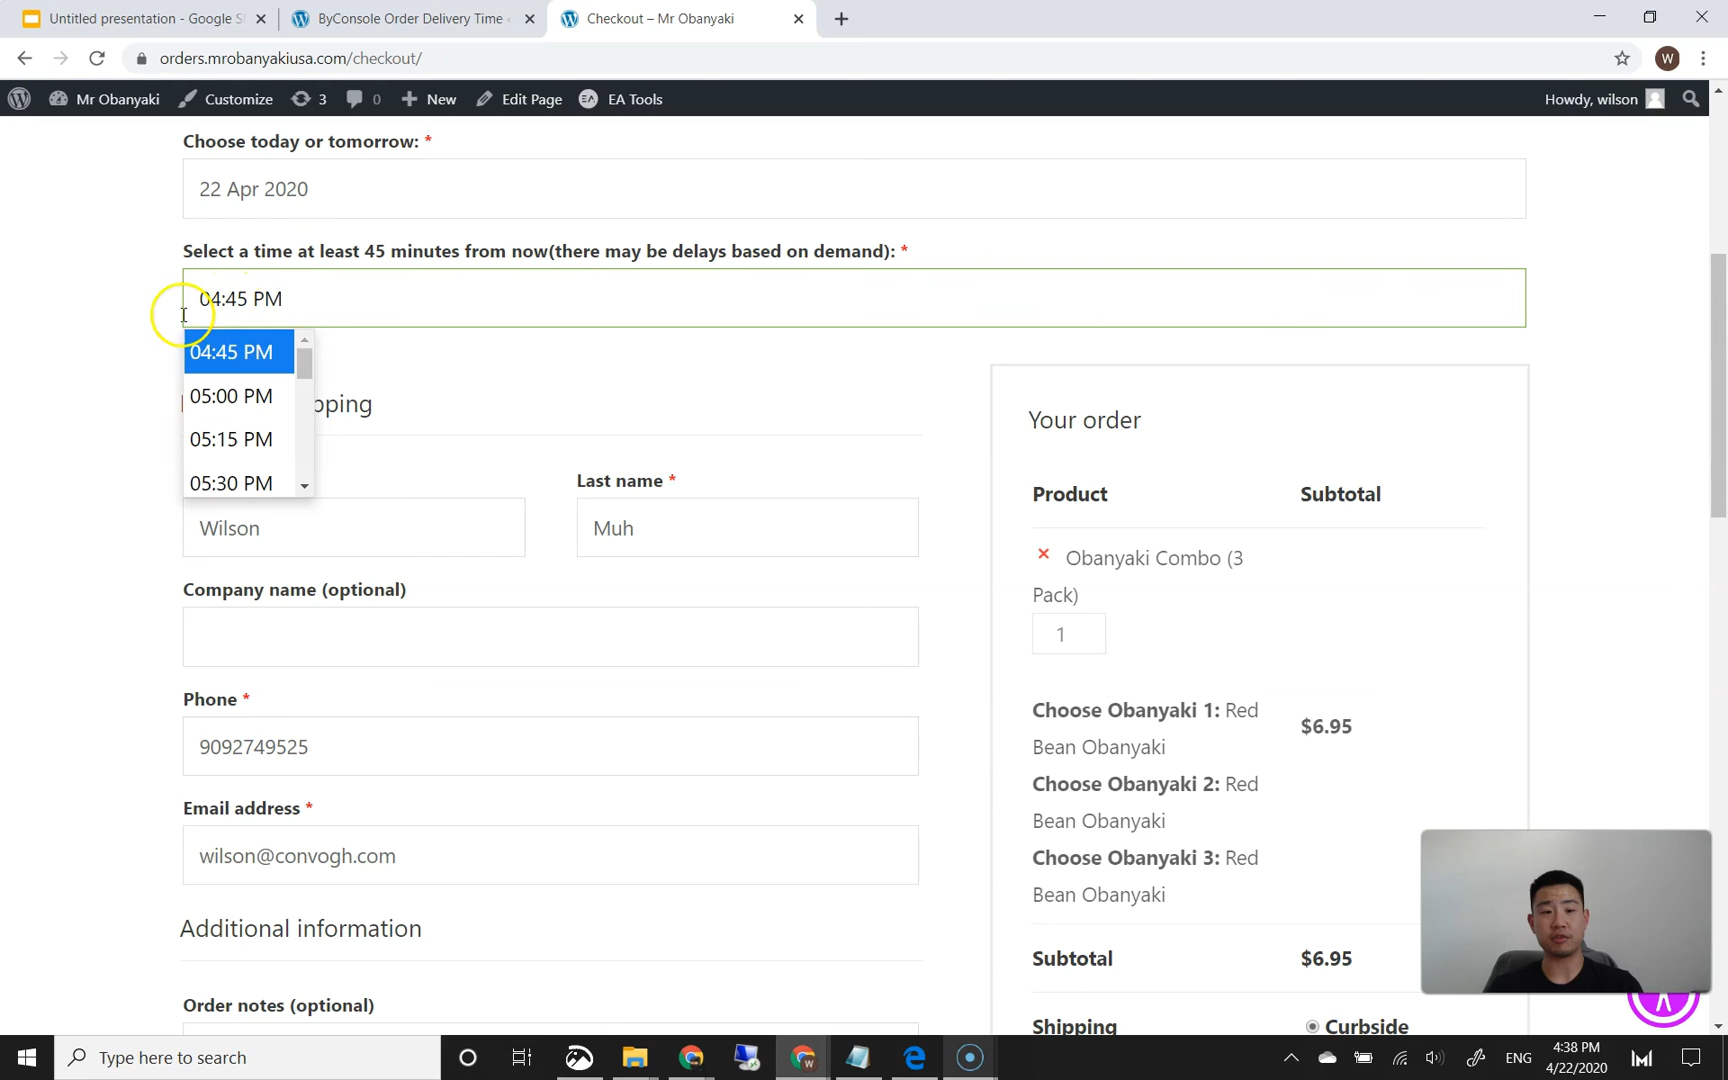 Untitled presentation - Google S
ByConsole Order Delivery Time
Checkout – Mr Obanyaki
orders.mrobanyakiusa.com/checkout/
W
Mr Obanyaki
Customize
3
0
New
Edit Page
EA
EA Tools
Howdy, wilson
Choose today or tomorrow: *
22 Apr 2020
Select a time at least 45 minutes from now(there may be delays based on demand): *
04:45 PM
04:45 PM
05:00 PM
05:15 PM
05:30 PM
pping
Last name *
Wilson
Muh
Company name (optional)
Phone *
9092749525
Email address *
wilson@convogh.com
Additional information
Order notes (optional)
Your order
Product
Subtotal
Obanyaki Combo (3
Pack)
1
Choose Obanyaki 1: Red
Bean Obanyaki
$6.95
Choose Obanyaki 2: Red
Bean Obanyaki
Choose Obanyaki 3: Red
Bean Obanyaki
Subtotal
$6.95
Shipping
Curbside
Type here to search
W
ENG
4:38 PM
4/22/2020